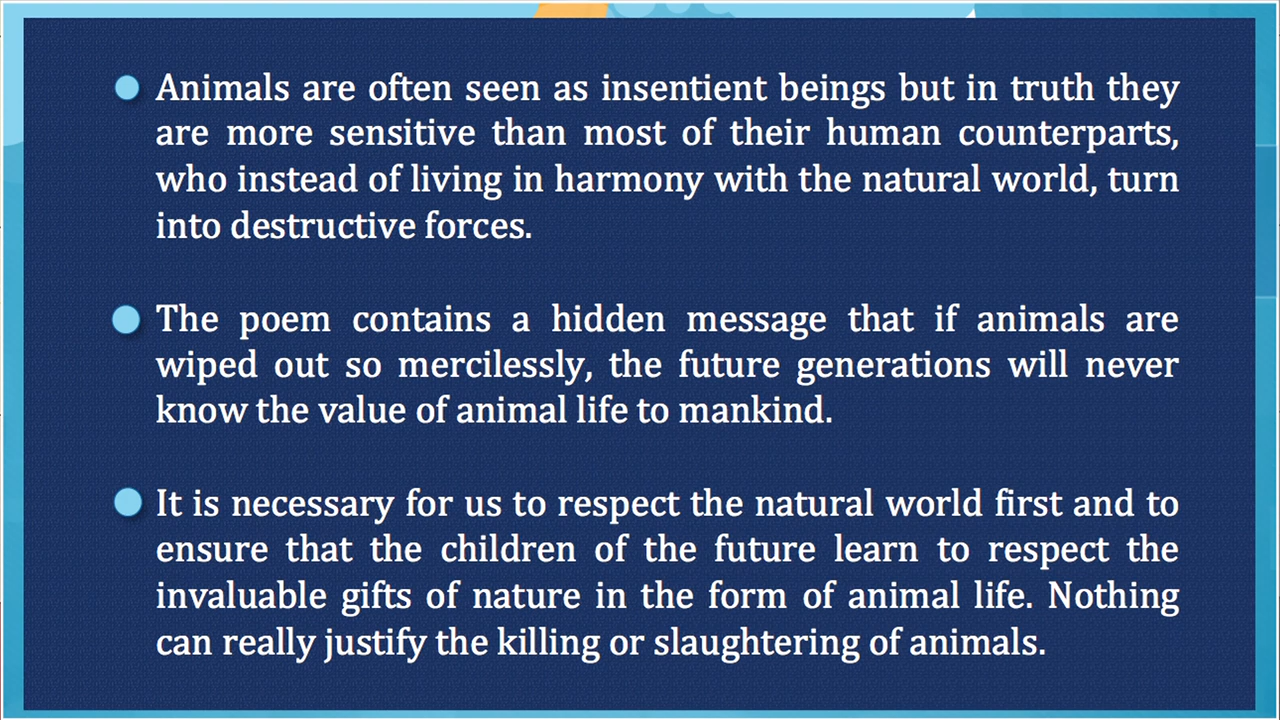 Animals are often seen as insentient beings but in truth they
are more sensitive than most of their human counterparts,
who instead of living in harmony with the natural world, turn
into destructive forces.
The poem contains a hidden message that if animals are
wiped out so mercilessly, the future generations will never
know the value of animal life to mankind.
It is necessary for us to respect the natural world first and to
ensure that the children of the future learn to respect the
invaluable gifts of nature in the form of animal life. Nothing
can really justify the killing or slaughtering of animals.